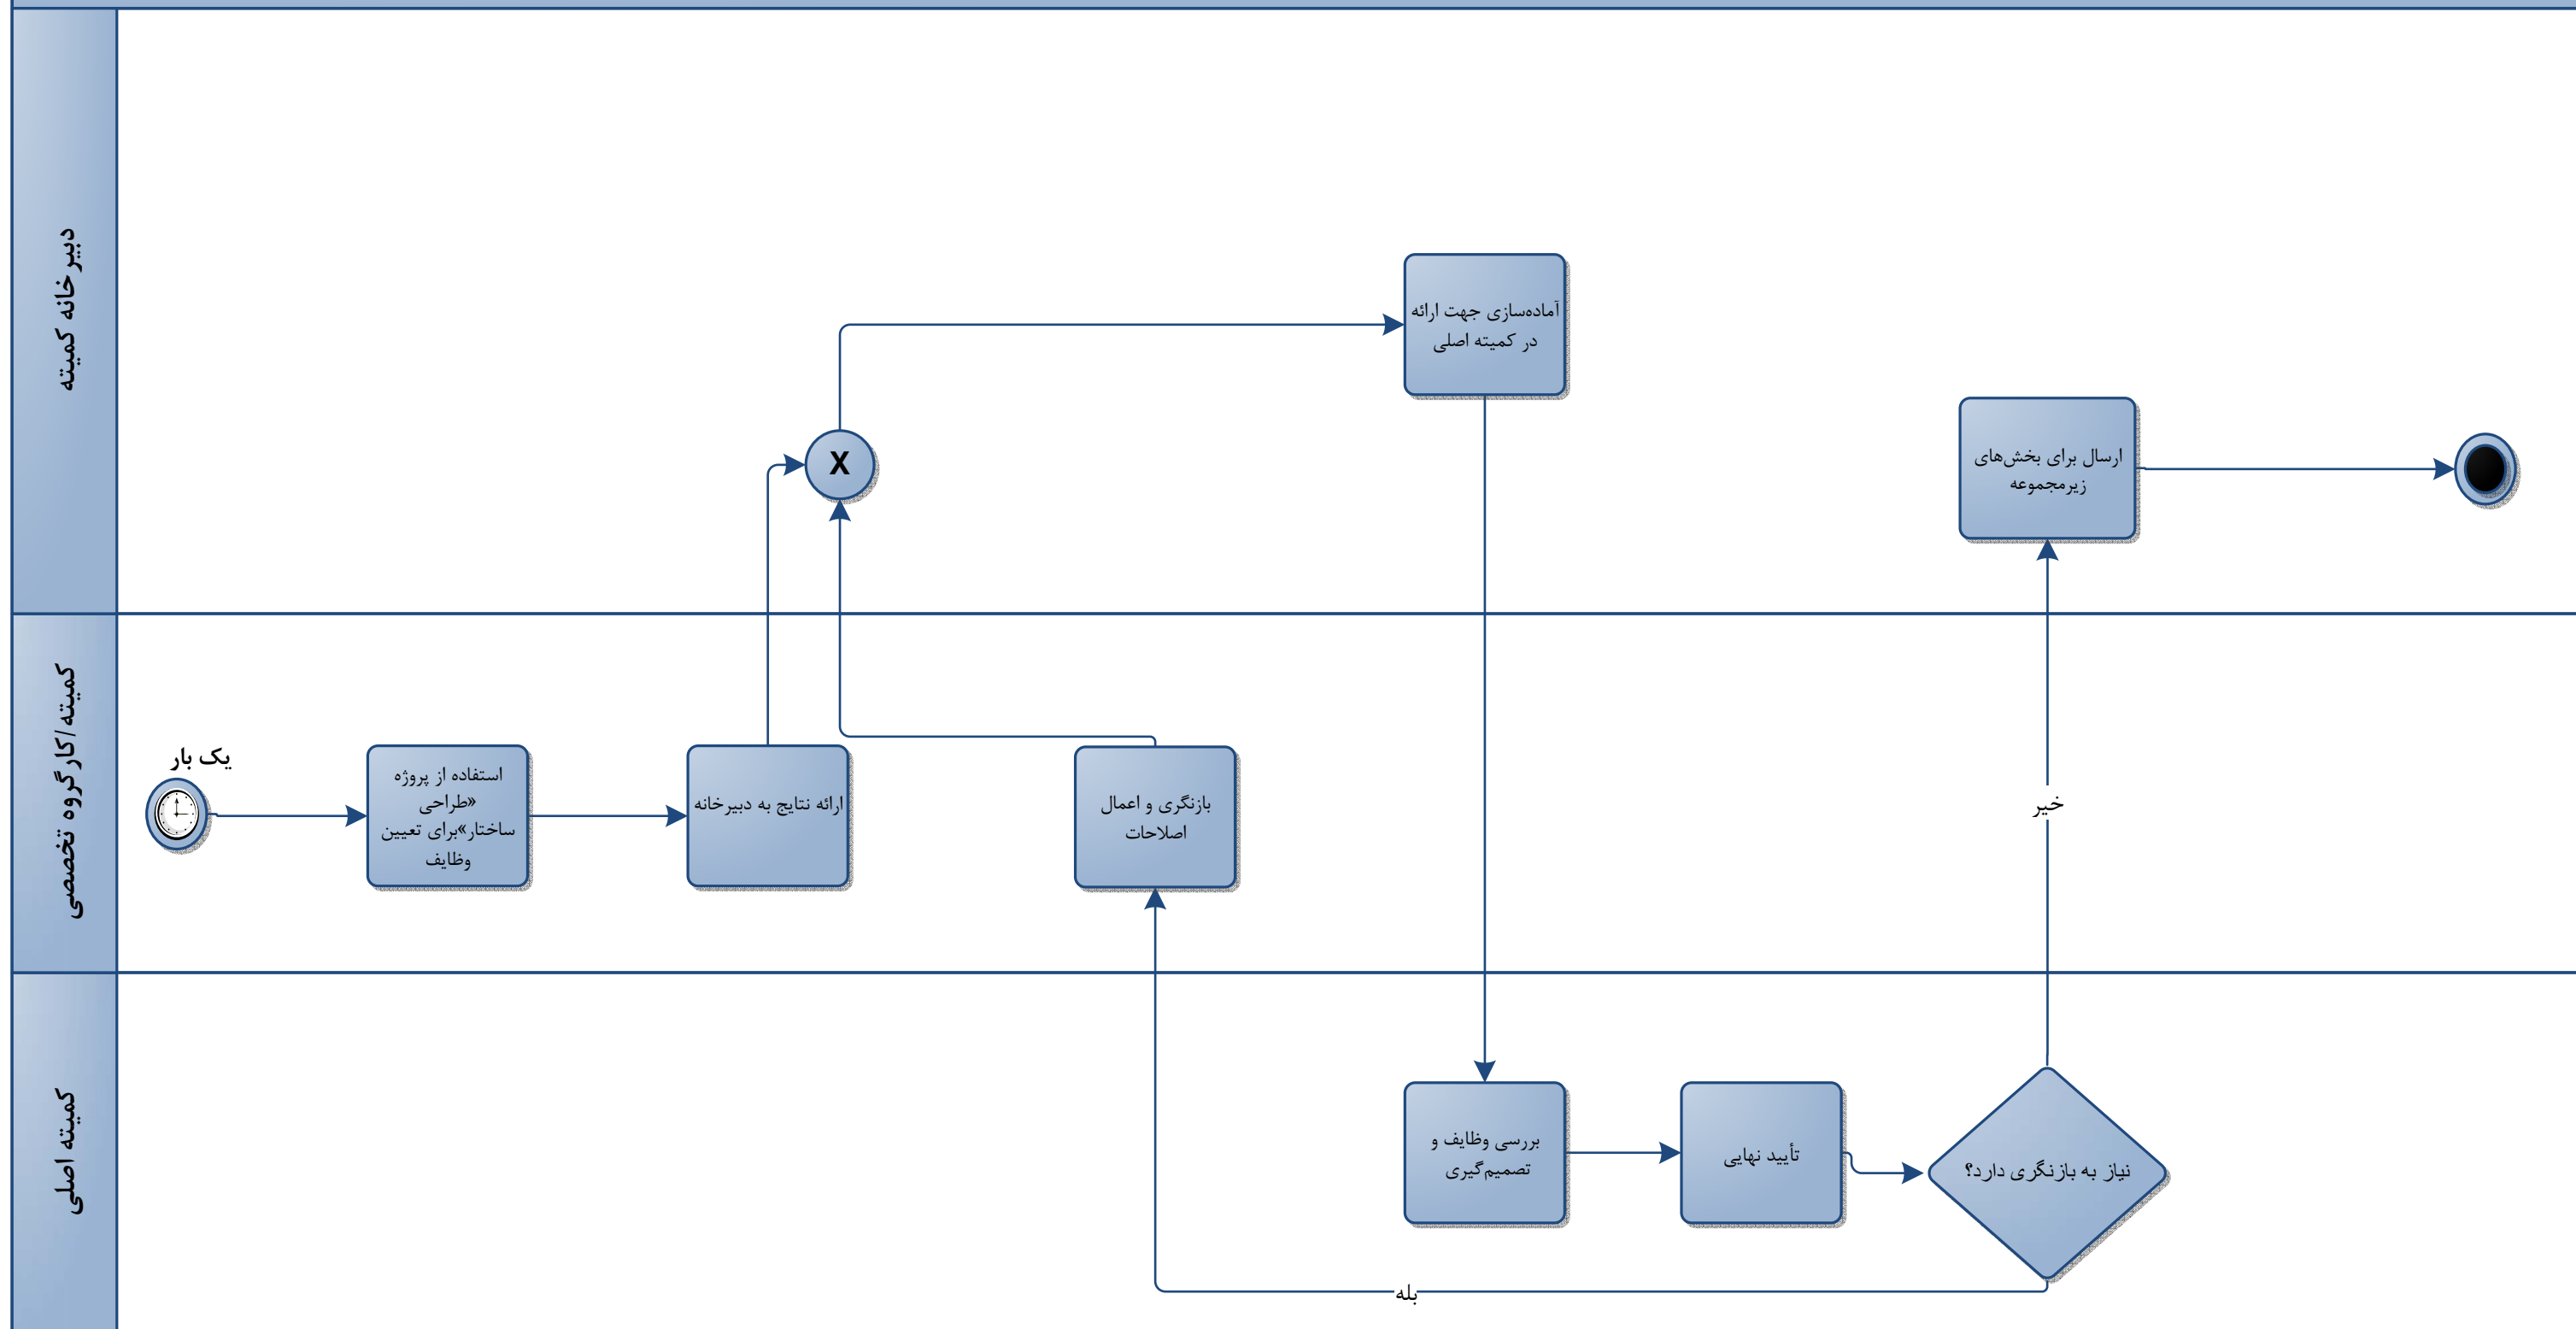 دبیرخانه کمیته
آماده‌سازی جهت ارائه
در کمیته اصلی
X
ارسال برای بخش‌های
زیرمجموعه
کمیته/کارگروه تخصصی
یک بار
استفاده از پروژه
«طراحی
ساختار»برای تعیین
وظایف
ارائه نتایج به دبیرخانه
بازنگری و اعمال
اصلاحات
خیر
کمیته اصلی
بررسی وظایف و
تصمیم‌گیری
تأیید نهایی
نیاز به بازنگری دارد؟
بله